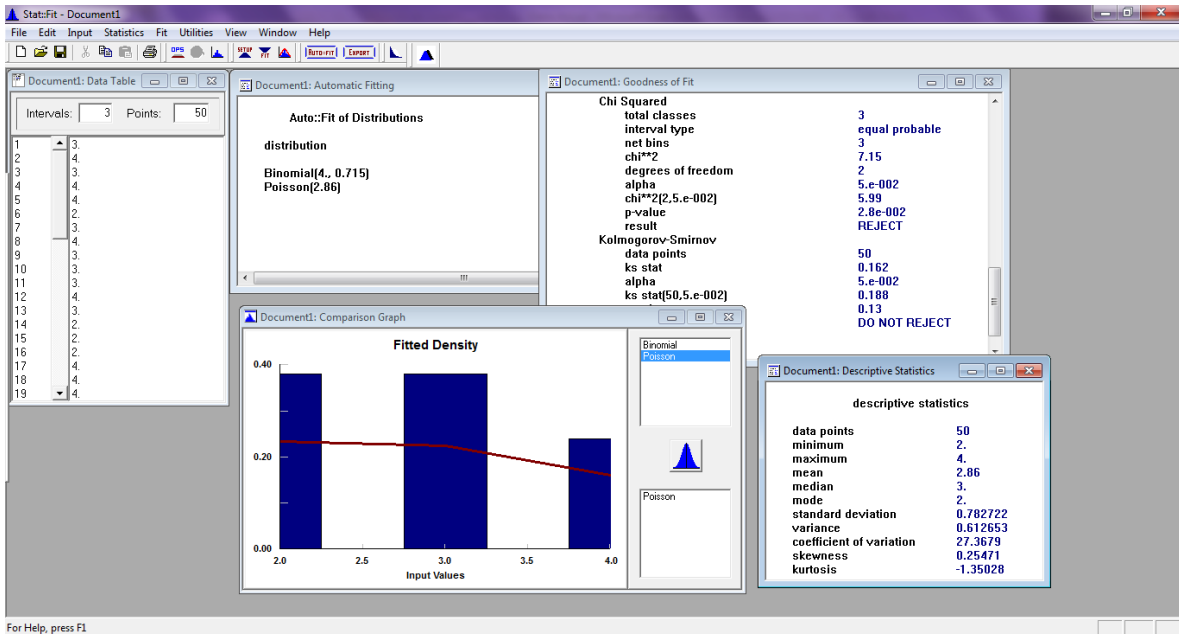 Stat::Fit - Document1
File Edit Input Statistics Fit Utilities View Window Help
OPS SETUP FIT AUTO::FIT EXPORT
Document1: Data Table
Intervals: 3 Points: 50
1 3.
2 4.
3 3.
4 4.
5 4.
6 2.
7 3.
8 4.
9 3.
10 3.
11 3.
12 4.
13 3.
14 2.
15 2.
16 2.
17 4.
18 4.
19 4.
Document1: Automatic Fitting
Auto::Fit of Distributions
distribution
Binomial(4., 0.715)
Poisson(2.86)
Document1: Goodness of Fit
Chi Squared
total classes 3
interval type equal probable
net bins 3
chi**2 7.15
degrees of freedom 2
alpha 5.e-002
chi**2(2,5.e-002) 5.99
p-value 2.8e-002
result REJECT
Kolmogorov-Smirnov
data points 50
ks stat 0.162
alpha 5.e-002
ks stat(50,5.e-002) 0.188
0.13
DO NOT REJECT
Document1: Comparison Graph
Fitted Density
0.40
0.20
0.00
2.0 2.5 3.0 3.5 4.0
Input Values
Binomial
Poisson
Poisson
Document1: Descriptive Statistics
descriptive statistics
data points 50
minimum 2.
maximum 4.
mean 2.86
median 3.
mode 2.
standard deviation 0.782722
variance 0.612653
coefficient of variation 27.3679
skewness 0.25471
kurtosis -1.35028
For Help, press F1